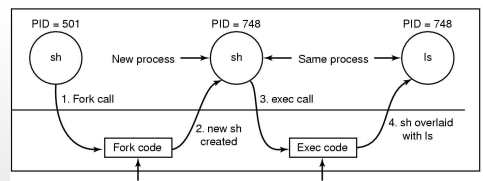 PID = 501
PID = 748
PID = 748
sh
New process
sh
Same process
ls
1. Fork call
3. exec call
2. new sh
created
4. sh overlaid
with ls
Fork code
Exec code